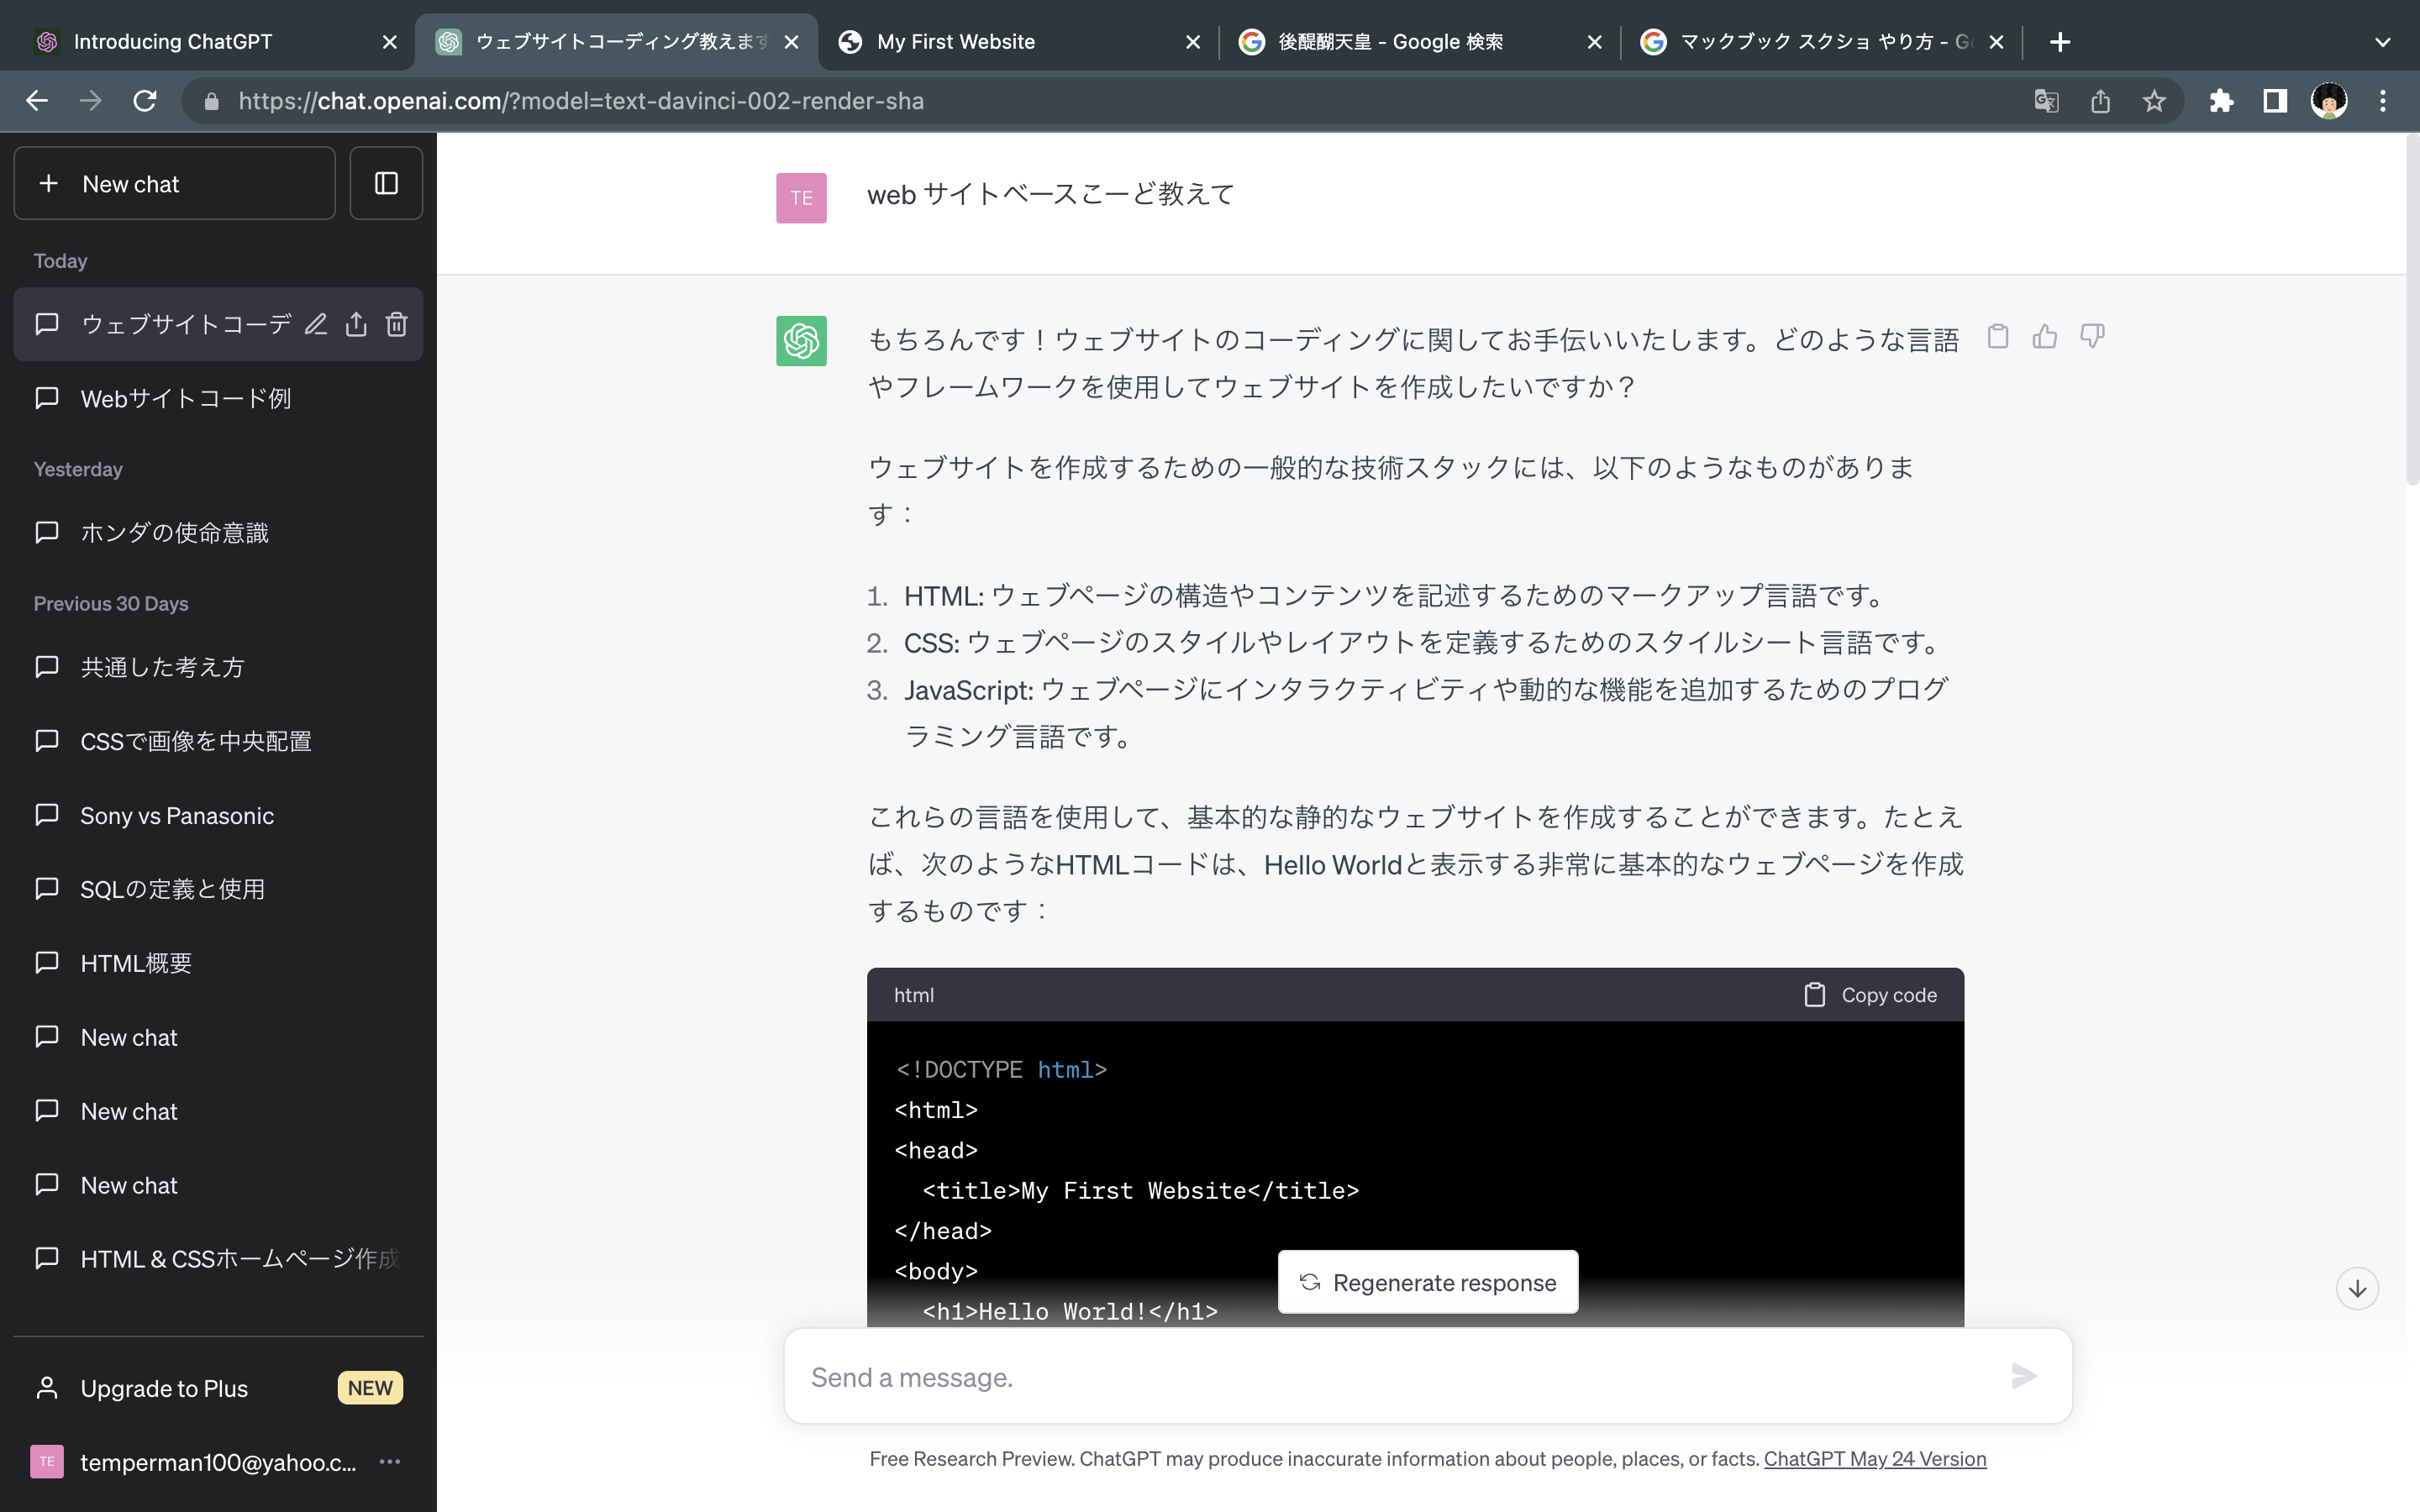 Introducing ChatGPT
ウェブサイトコーディング教えます
My First Website
後醍醐天皇 - Google 検索
マックブック スクショ やり方 - Go
https://chat.openai.com/?model=text-davinci-002-render-sha
New chat
Today
ウェブサイトコーデ
Webサイトコード例
Yesterday
ホンダの使命意識
Previous 30 Days
共通した考え方
CSSで画像を中央配置
Sony vs Panasonic
SQLの定義と使用
HTML概要
New chat
New chat
New chat
HTML & CSSホームページ作成
Upgrade to Plus
NEW
TE
temperman100@yahoo.c...
TE
web サイトベースこーど教えて
もちろんです！ウェブサイトのコーディングに関してお手伝いいたします。どのような言語
やフレームワークを使用してウェブサイトを作成したいですか？
ウェブサイトを作成するための一般的な技術スタックには、以下のようなものがありま
す：
1. HTML: ウェブページの構造やコンテンツを記述するためのマークアップ言語です。
2. CSS: ウェブページのスタイルやレイアウトを定義するためのスタイルシート言語です。
3. JavaScript: ウェブページにインタラクティビティや動的な機能を追加するためのプログ
ラミング言語です。
これらの言語を使用して、基本的な静的なウェブサイトを作成することができます。たとえ
ば、次のようなHTMLコードは、Hello Worldと表示する非常に基本的なウェブページを作成
するものです：
html
Copy code
<!DOCTYPE html>
<html>
<head>
  <title>My First Website</title>
</head>
<body>
  <h1>Hello World!</h1>
Regenerate response
Send a message.
Free Research Preview. ChatGPT may produce inaccurate information about people, places, or facts. ChatGPT May 24 Version